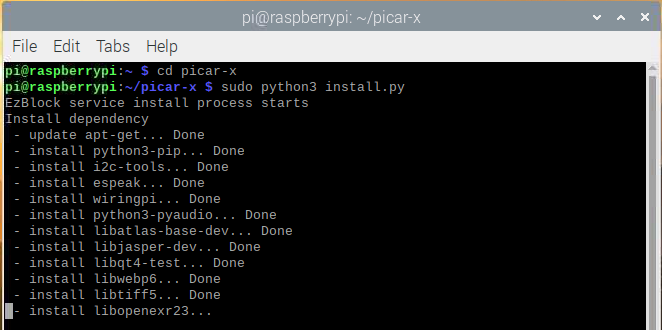 pi@raspberrypi: ~/picar-x
File Edit Tabs Help
pi@raspberrypi:~ $ cd picar-x
pi@raspberrypi:~/picar-x $ sudo python3 install.py
EzBlock service install process starts
Install dependency
 - update apt-get... Done
 - install python3-pip... Done
 - install i2c-tools... Done
 - install espeak... Done
 - install wiringpi... Done
 - install python3-pyaudio... Done
 - install libatlas-base-dev... Done
 - install libjasper-dev... Done
 - install libqt4-test... Done
 - install libwebp6... Done
 - install libtiff5... Done
 - install libopenexr23...